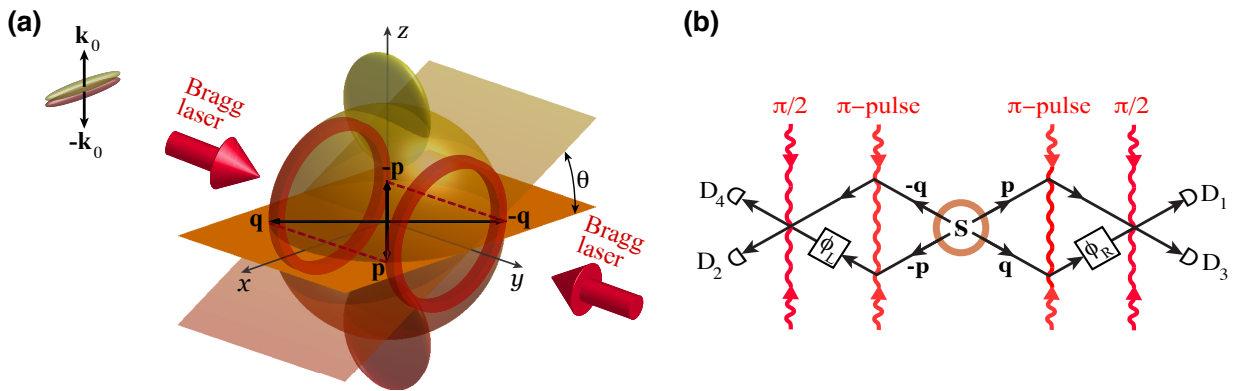 (a)
k₀
-k₀
Bragg
laser
z
-p
θ
q
-q
p
x
y
Bragg
laser
(b)
π/2
π−pulse
π−pulse
π/2
D₄
-q
p
D₁
S
D₂
ϕL
-p
q
ϕR
D₃